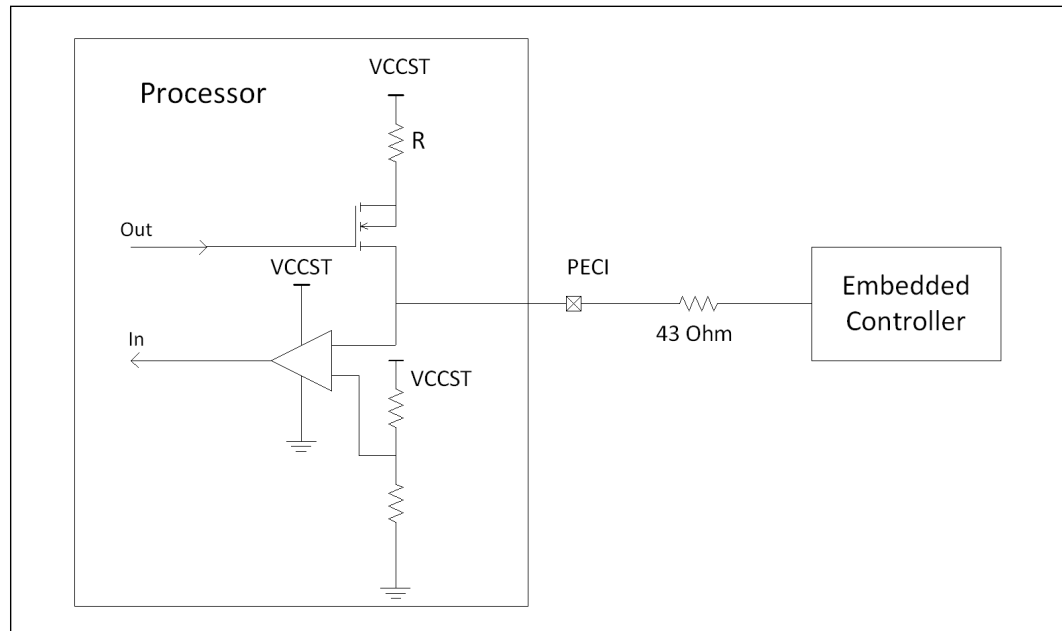 VCCST
Processor
R
Out
VCCST
PECI
Embedded
Controller
In
43 Ohm
VCCST